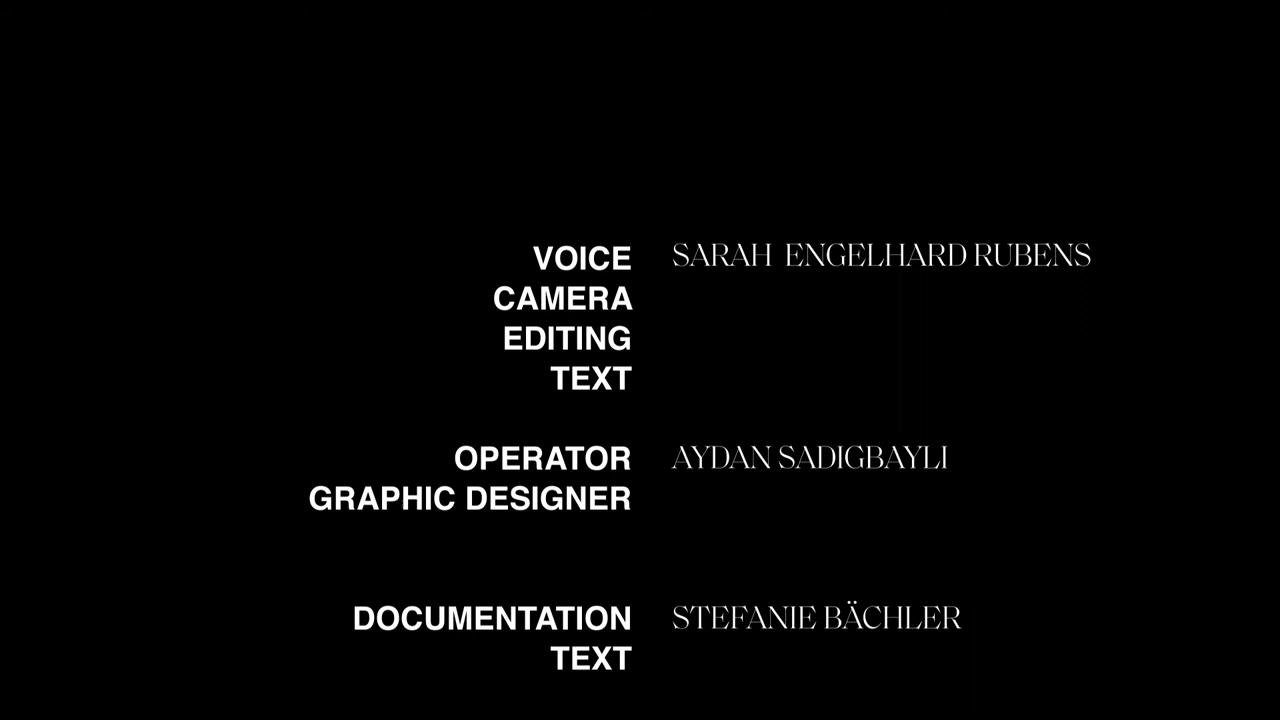 VOICE SARAH ENGELHARD RUBENS
CAMERA
EDITING
TEXT
OPERATOR AYDAN SADIGBAYLI
GRAPHIC DESIGNER
DOCUMENTATION STEFANIE BÄCHLER
TEXT